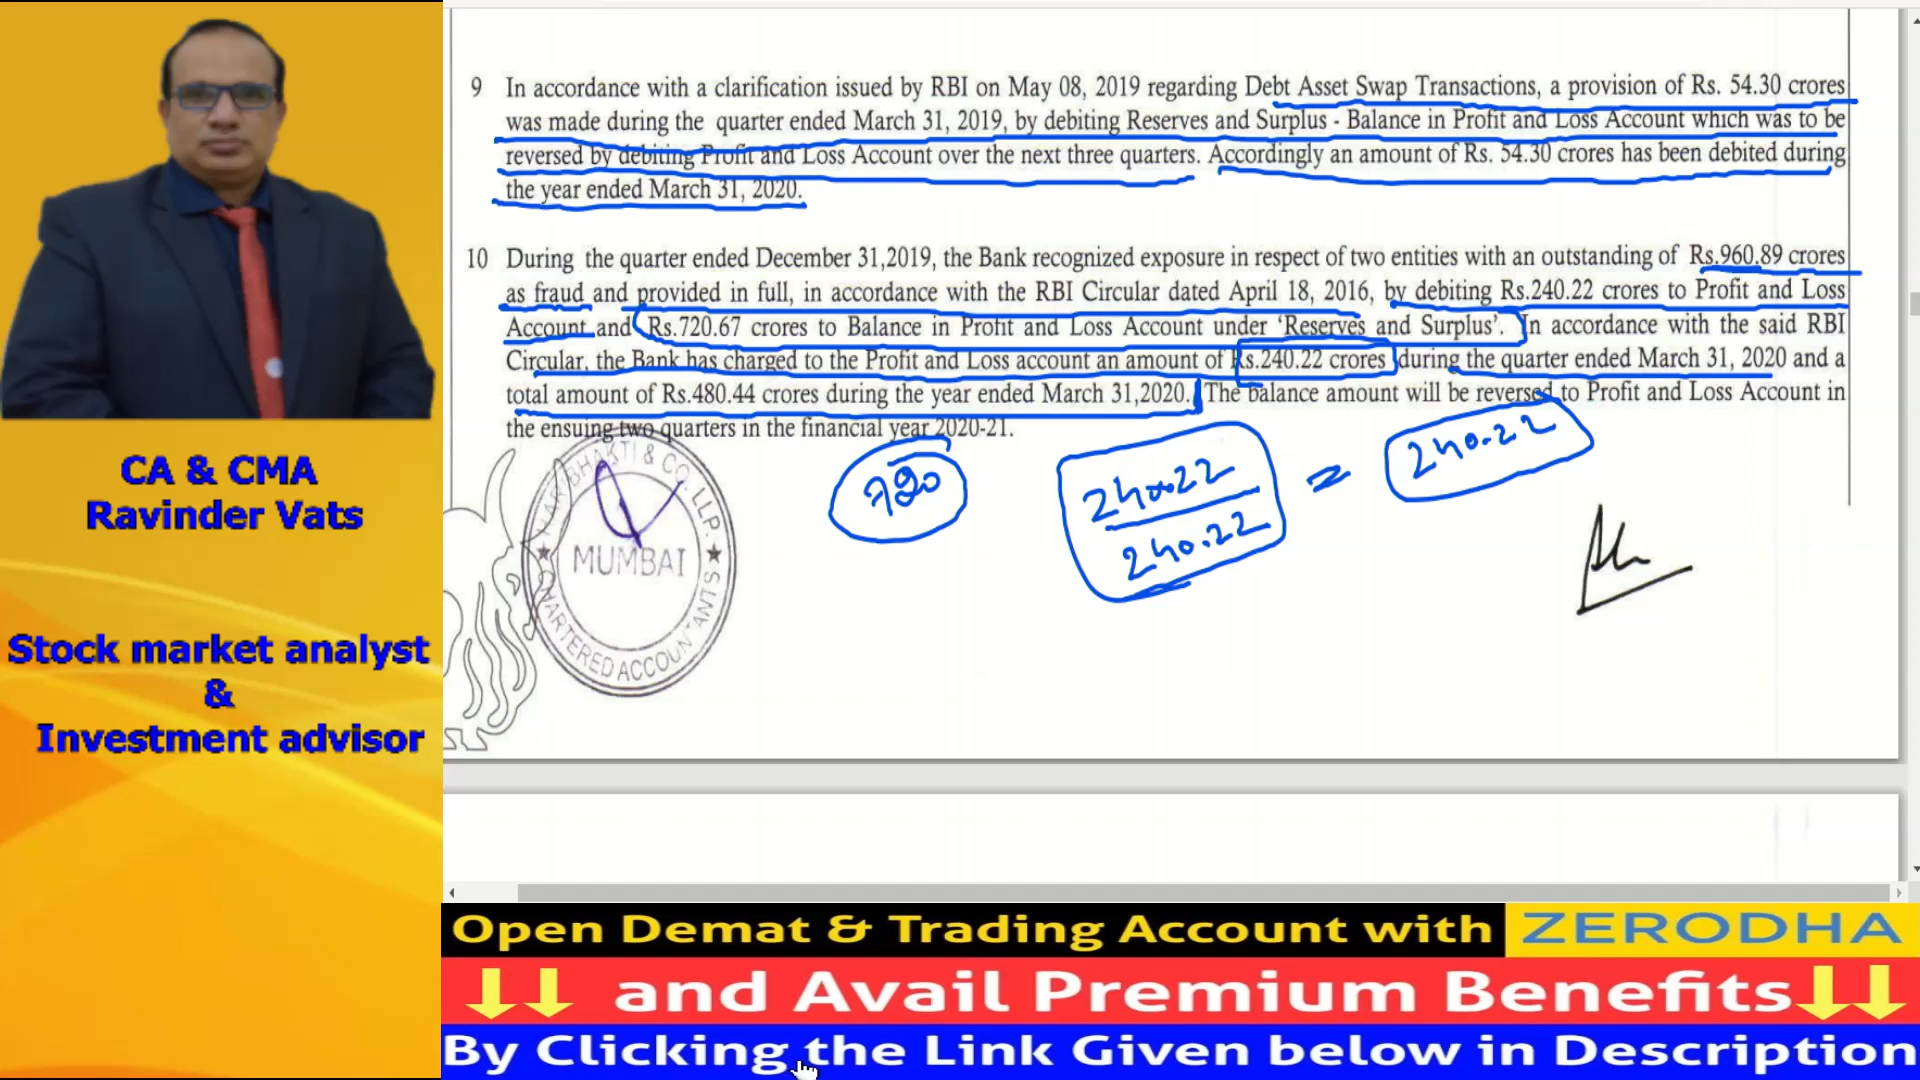 CA & CMA
Ravinder Vats
Stock market analyst
&
Investment advisor
9 In accordance with a clarification issued by RBI on May 08, 2019 regarding Debt Asset Swap Transactions, a provision of Rs. 54.30 crores
was made during the quarter ended March 31, 2019, by debiting Reserves and Surplus - Balance in Profit and Loss Account which was to be
reversed by debiting Profit and Loss Account over the next three quarters. Accordingly an amount of Rs. 54.30 crores has been debited during
the year ended March 31, 2020.
10 During the quarter ended December 31,2019, the Bank recognized exposure in respect of two entities with an outstanding of Rs.960.89 crores
as fraud and provided in full, in accordance with the RBI Circular dated April 18, 2016, by debiting Rs.240.22 crores to Profit and Loss
Account and Rs.720.67 crores to Balance in Profit and Loss Account under 'Reserves and Surplus'. In accordance with the said RBI
Circular, the Bank has charged to the Profit and Loss account an amount of Rs.240.22 crores during the quarter ended March 31, 2020 and a
total amount of Rs.480.44 crores during the year ended March 31,2020. The balance amount will be reversed to Profit and Loss Account in
the ensuing two quarters in the financial year 2020-21.
HARIBHAKTI & CO. LLP.
MUMBAI
CHARTERED ACCOUNTANTS
720
240.22
240.22
=
240.22
Open Demat & Trading Account with ZERODHA
and Avail Premium Benefits
By Clicking the Link Given below in Description